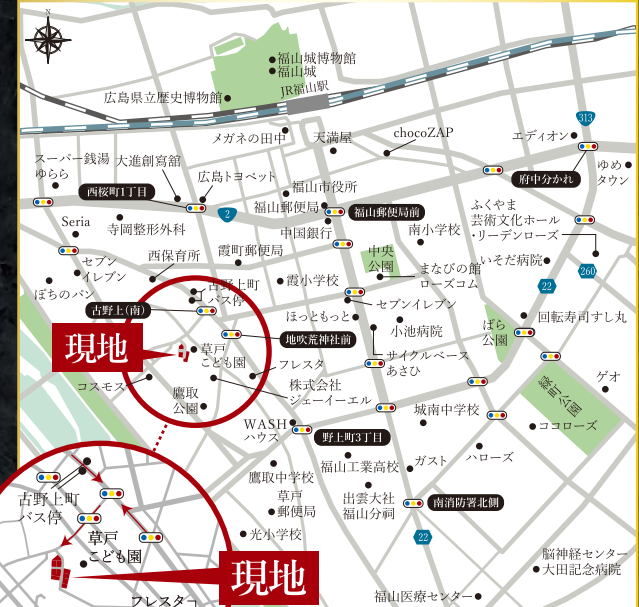 N
福山城博物館
福山城
JR福山駅
広島県立歴史博物館
メガネの田中
天満屋
chocoZAP
エディオン
313
府中分かれ
ゆめ
タウン
スーパー銭湯
ゆらら
大進創寫舘
広島トヨペット
西桜町1丁目
2
福山市役所
福山郵便局
福山郵便局前
中国銀行
ふくやま
芸術文化ホール
・リーデンローズ
Seria
寺岡整形外科
南小学校
霞町郵便局
中央
公園
まなびの館
ローズコム
いそだ病院
260
22
セブン
イレブン
西保育所
ぽちのパン
古野上町
バス停
霞小学校
セブンイレブン
古野上(南)
ほっともっと
小池病院
ばら
公園
回転寿司すし丸
地吹荒神社前
現地
草戸
こども園
フレスタ
サイクルベース
あさひ
コスモス
鷹取
公園
株式会社
ジェーイーエル
緑町公園
ゲオ
城南中学校
ココローズ
WASH
ハウス
野上町3丁目
ハローズ
福山工業高校
ガスト
鷹取中学校
草戸
郵便局
出雲大社
福山分祠
南消防署北側
光小学校
22
古野上町
バス停
草戸
こども園
現地
フレスタ
脳神経センター
大田記念病院
福山医療センター